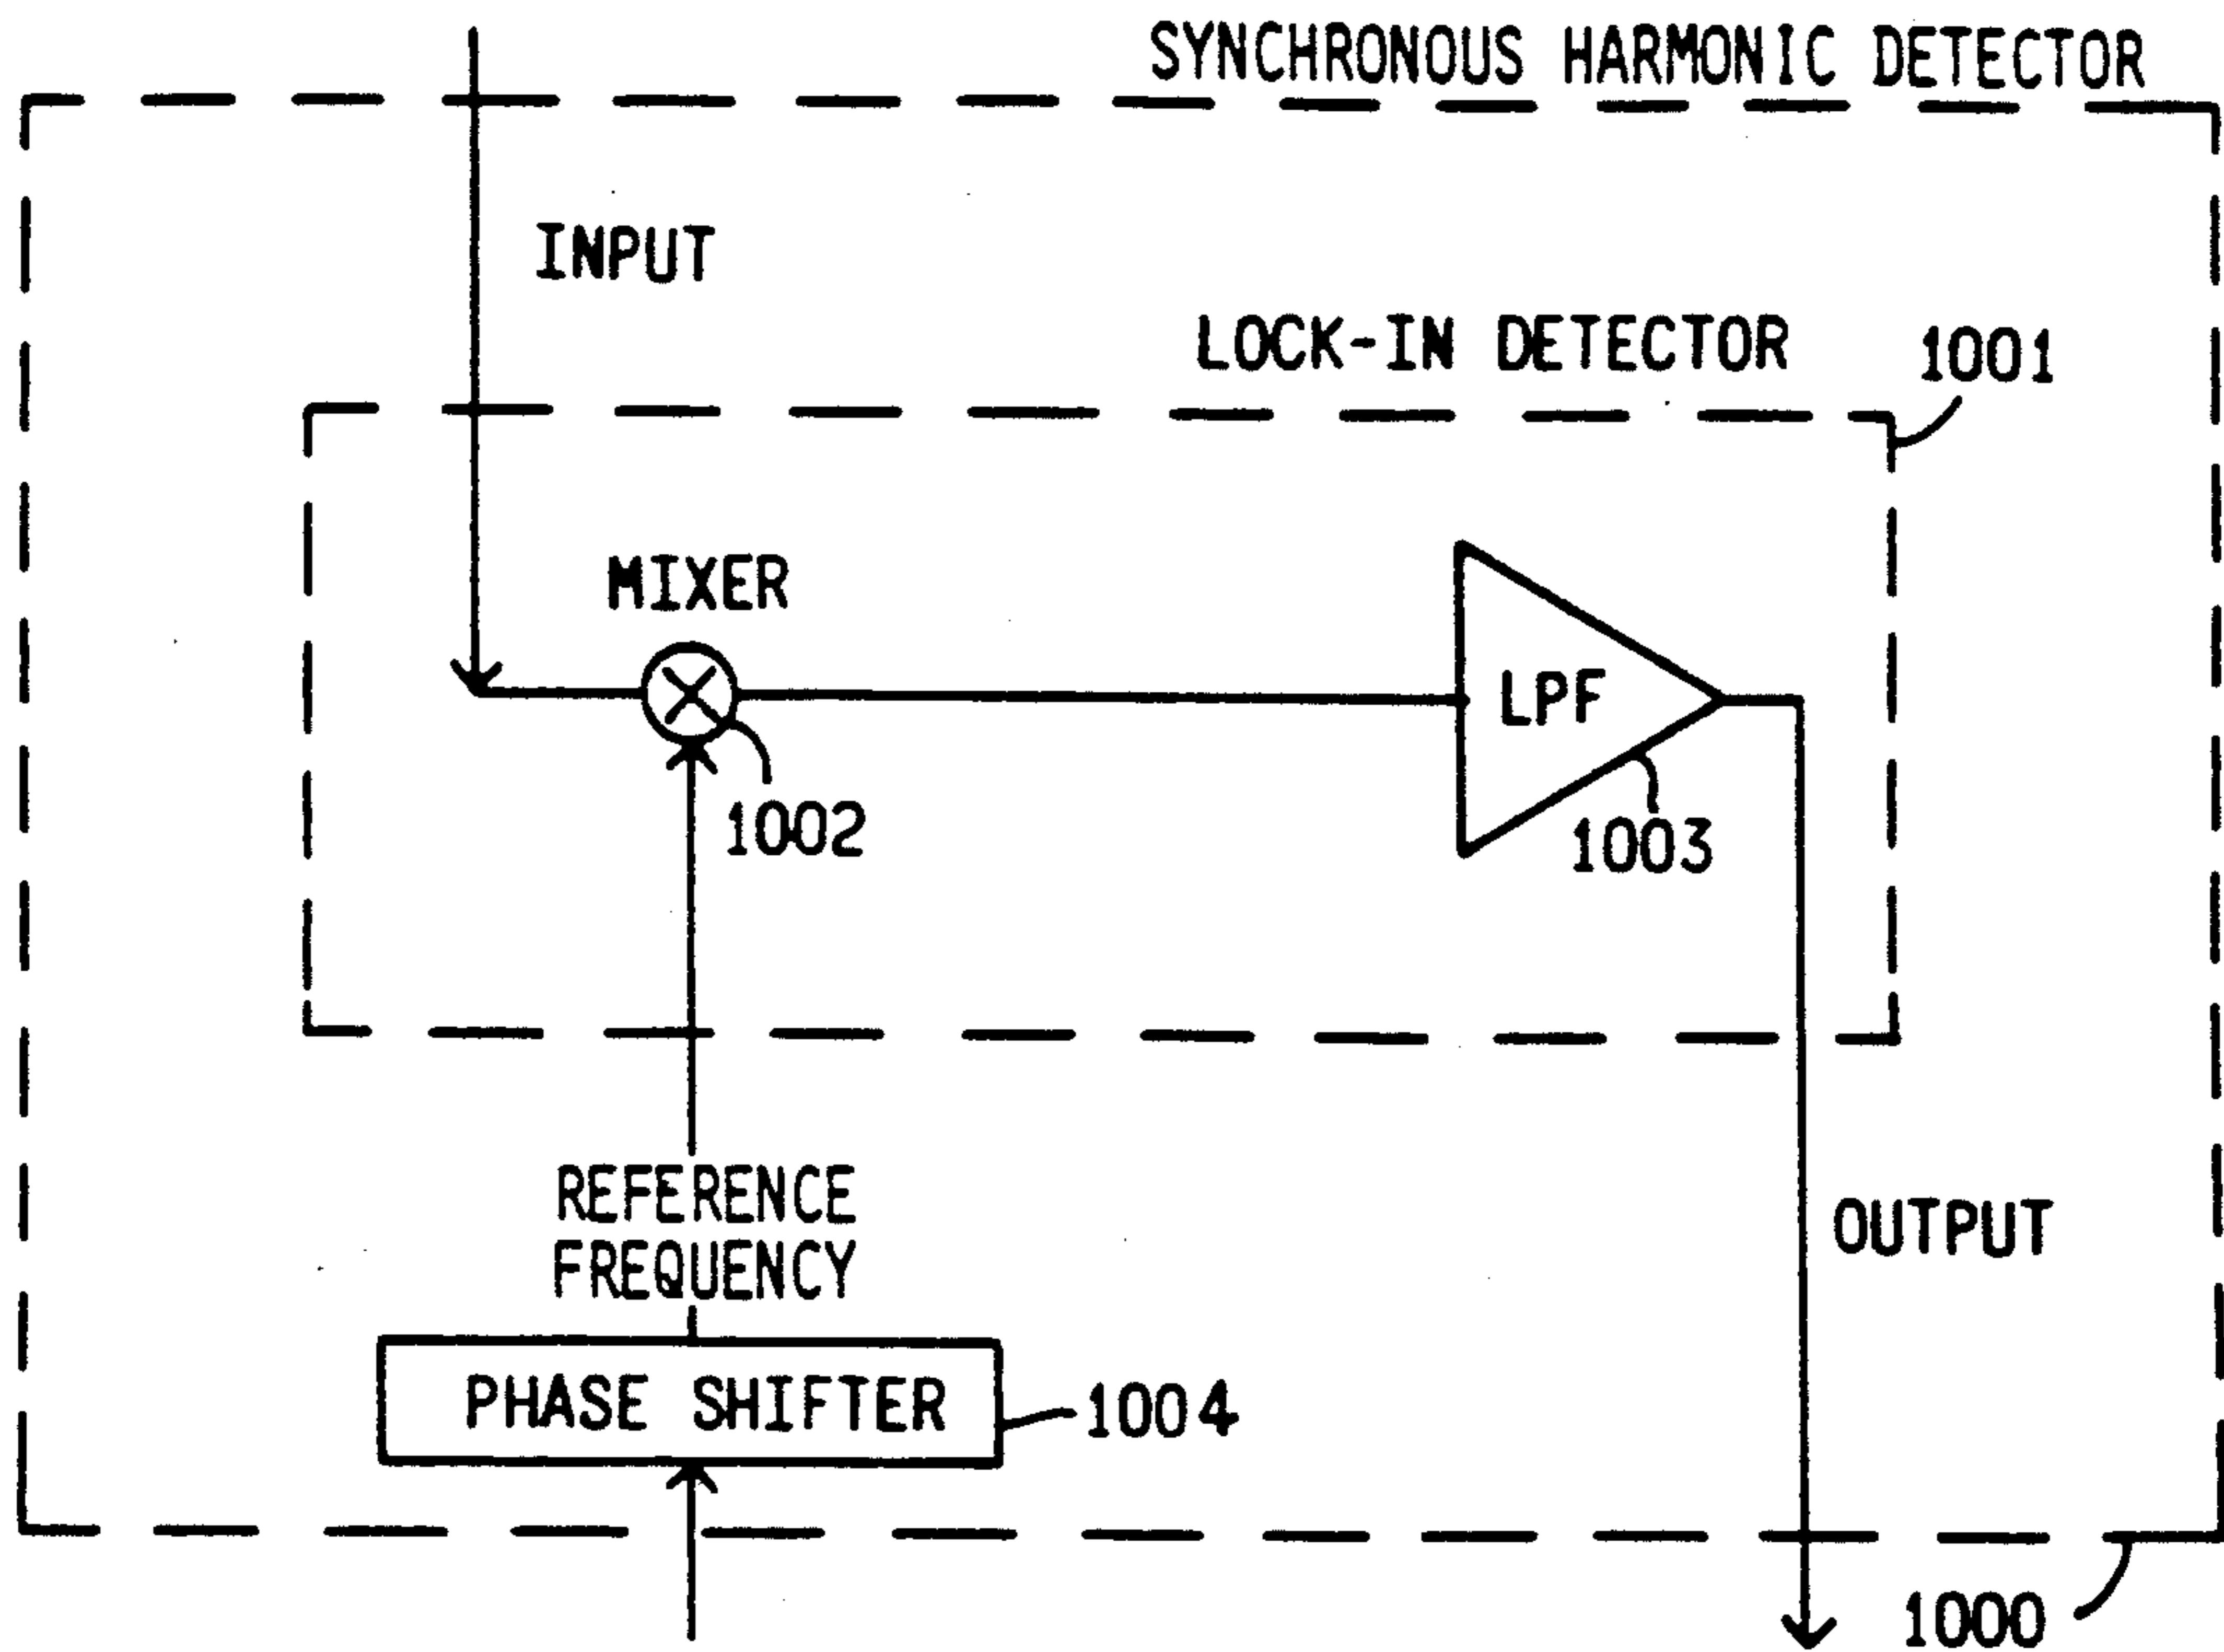 SYNCHRONOUS HARMONIC DETECTOR
INPUT
LOCK-IN DETECTOR
1001
MIXER
LPF
1002
1003
REFERENCE
FREQUENCY
OUTPUT
PHASE SHIFTER
1004
1000